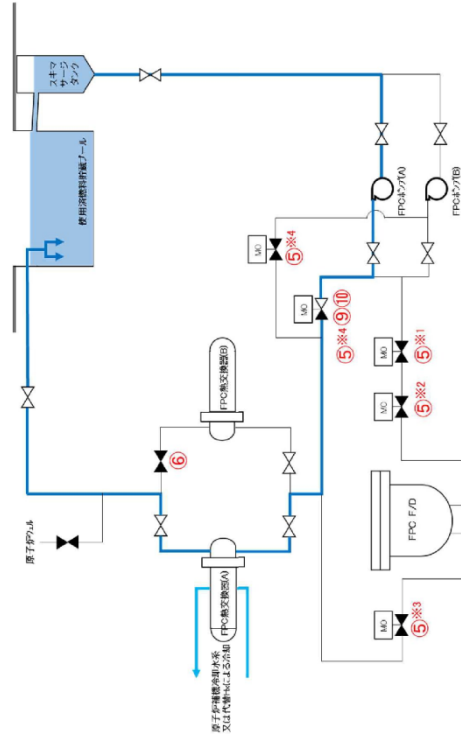 スキマ
サージ
タンク
使用済燃料貯蔵プール
原子炉ウェル
FPC熱交換器(B)
FPC熱交換器(A)
原子炉補機冷却水系
又は代替Hxによる冷却
⑥
MO
⑤※4
MO
⑤※4⑨⑩
FPCポンプ(A)
FPCポンプ(B)
MO
⑤※1
MO
⑤※2
FPC F/D
MO
⑤※3